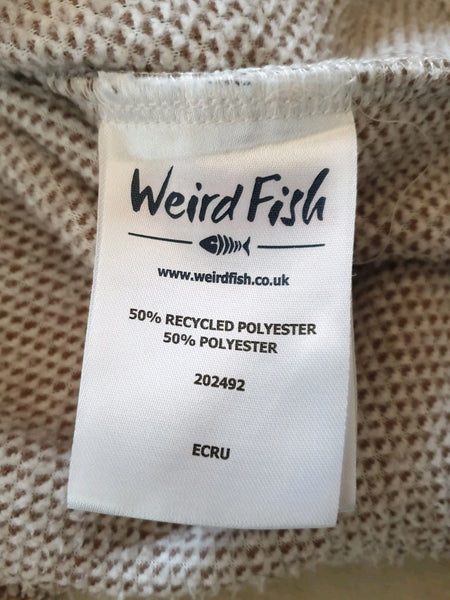 Weird Fish
www.weirdfish.co.uk
50% RECYCLED POLYESTER
50% POLYESTER
202492
ECRU